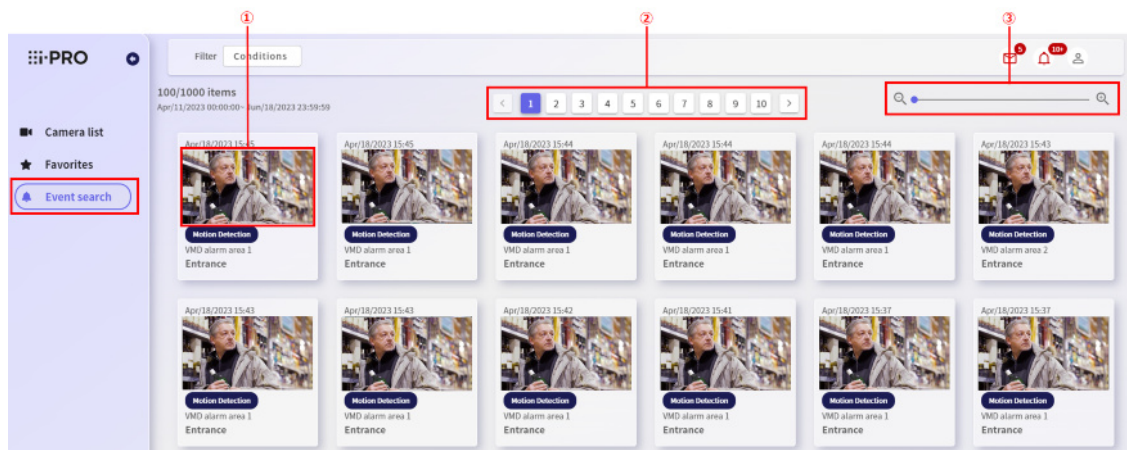 ① ② ③
i-PRO
Filter Conditions
5 10+
100/1000 items
Apr/11/2023 00:00:00~Jun/18/2023 23:59:59
< 1 2 3 4 5 6 7 8 9 10 >
Camera list
Favorites
Event search
Apr/18/2023 15:45 Apr/18/2023 15:45 Apr/18/2023 15:44 Apr/18/2023 15:44 Apr/18/2023 15:44 Apr/18/2023 15:43
Motion Detection Motion Detection Motion Detection Motion Detection Motion Detection Motion Detection
VMD alarm area 1 VMD alarm area 1 VMD alarm area 1 VMD alarm area 1 VMD alarm area 1 VMD alarm area 2
Entrance Entrance Entrance Entrance Entrance Entrance
Apr/18/2023 15:43 Apr/18/2023 15:43 Apr/18/2023 15:42 Apr/18/2023 15:41 Apr/18/2023 15:37 Apr/18/2023 15:37
Motion Detection Motion Detection Motion Detection Motion Detection Motion Detection Motion Detection
VMD alarm area 1 VMD alarm area 1 VMD alarm area 1 VMD alarm area 1 VMD alarm area 1 VMD alarm area 1
Entrance Entrance Entrance Entrance Entrance Entrance